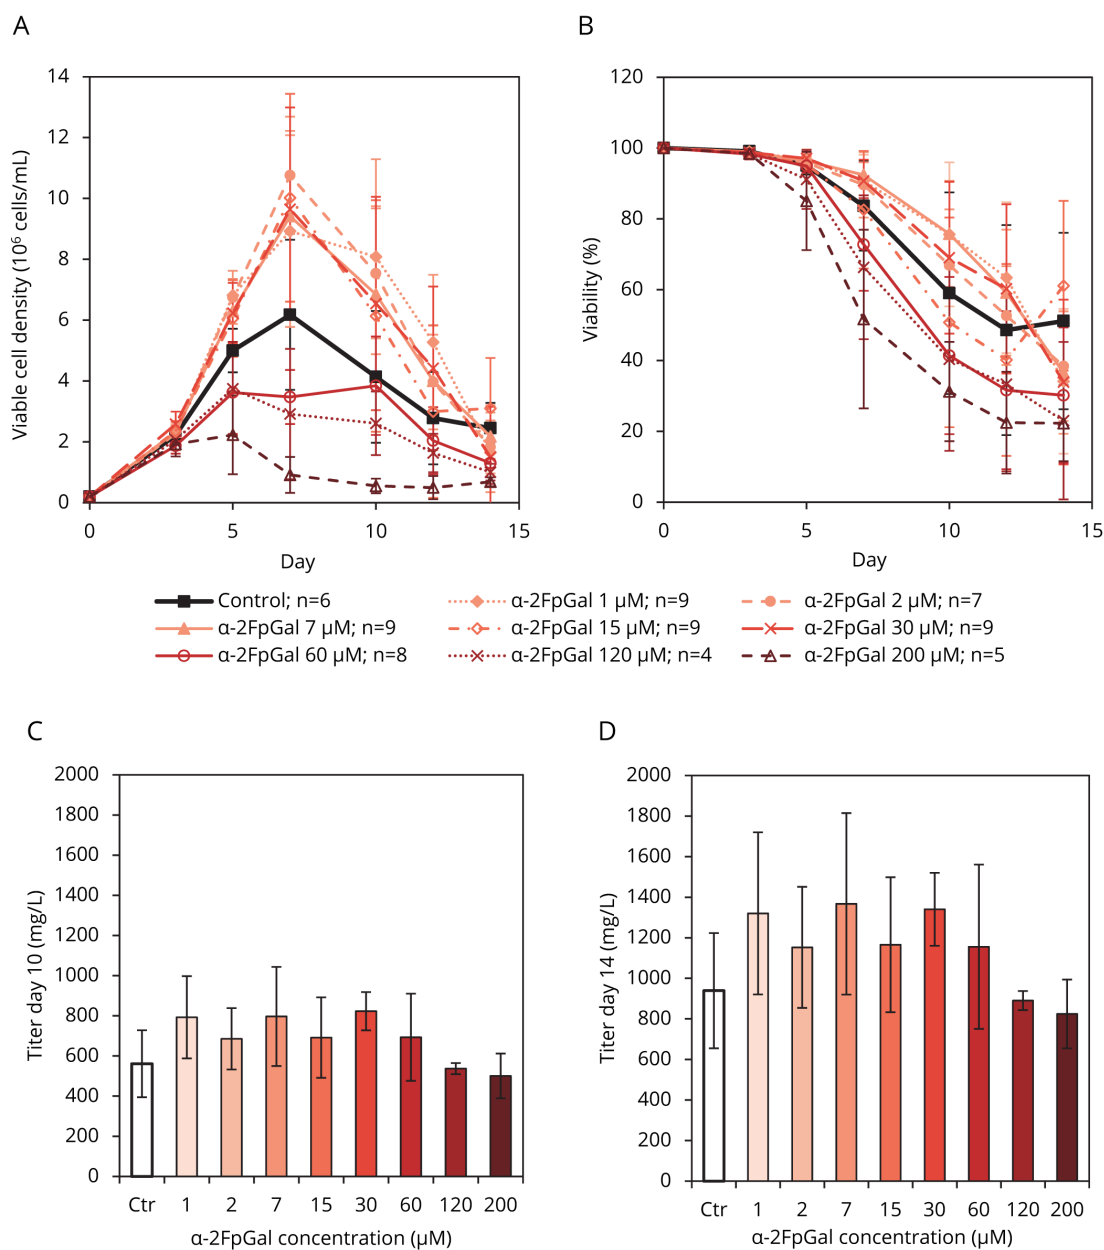 A
B
14
12
10
8
6
4
2
0
Viable cell density (10⁶ cells/mL)
0
5
10
15
Day
120
100
80
60
40
20
0
Viability (%)
0
5
10
15
Day
Control; n=6
α-2FpGal 1 µM; n=9
α-2FpGal 2 µM; n=7
α-2FpGal 7 µM; n=9
α-2FpGal 15 µM; n=9
α-2FpGal 30 µM; n=9
α-2FpGal 60 µM; n=8
α-2FpGal 120 µM; n=4
α-2FpGal 200 µM; n=5
C
D
2000
1800
1600
1400
1200
1000
800
600
400
200
0
Titer day 10 (mg/L)
Ctr 1 2 7 15 30 60 120 200
α-2FpGal concentration (µM)
2000
1800
1600
1400
1200
1000
800
600
400
200
0
Titer day 14 (mg/L)
Ctr 1 2 7 15 30 60 120 200
α-2FpGal concentration (µM)